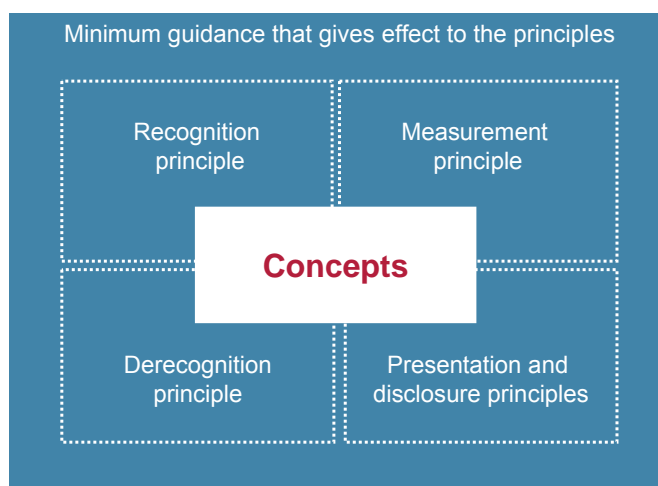 Minimum guidance that gives effect to the principles
Recognition
principle
Measurement
principle
Concepts
Derecognition
principle
Presentation and
disclosure principles